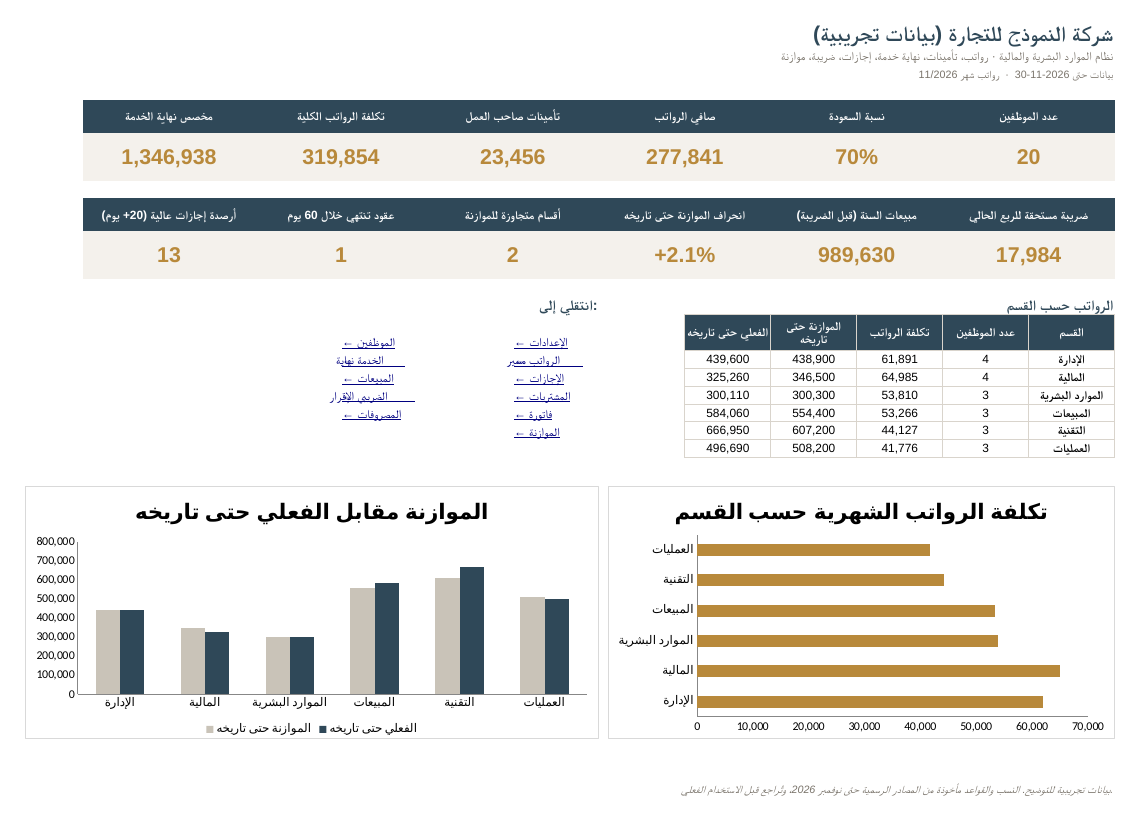 شركة النموذج للتجارة (بيانات تجريبية)
نظام الموارد البشرية والمالية · رواتب، تأمينات، نهاية خدمة، إجازات، ضريبة، موازنة
بيانات حتى 2026-11-30 · رواتب شهر 11/2026
عدد الموظفين نسبة السعودة صافي الرواتب تأمينات صاحب العمل تكلفة الرواتب الكلية مخصص نهاية الخدمة
20 70% 277,841 23,456 319,854 1,346,938
ضريبة مستحقة للربع الحالي مبيعات السنة (قبل الضريبة) انحراف الموازنة حتى تاريخه أقسام متجاوزة للموازنة عقود تنتهي خلال 60 يوم أرصدة إجازات عالية (20+ يوم)
17,984 989,630 +2.1% 2 1 13
الرواتب حسب القسم
القسم عدد الموظفين تكلفة الرواتب الموازنة حتى تاريخه الفعلي حتى تاريخه
الإدارة 4 61,891 438,900 439,600
المالية 4 64,985 346,500 325,260
الموارد البشرية 3 53,810 300,300 300,110
المبيعات 3 53,266 554,400 584,060
التقنية 3 44,127 607,200 666,950
العمليات 3 41,776 508,200 496,690
انتقلي إلى:
الاعدادات ← الموظفين ←
الرواتب مسير الخدمة نهاية
الاجازات ← المبيعات ←
المشتريات ← الضريبي الإقرار
فاتورة ← المصروفات ←
الموازنة ←
تكلفة الرواتب الشهرية حسب القسم
العمليات
التقنية
المبيعات
الموارد البشرية
المالية
الإدارة
0 10,000 20,000 30,000 40,000 50,000 60,000 70,000
الموازنة مقابل الفعلي حتى تاريخه
800,000
700,000
600,000
500,000
400,000
300,000
200,000
100,000
0
الإدارة المالية الموارد البشرية المبيعات التقنية العمليات
الموازنة حتى تاريخه الفعلي حتى تاريخه
بيانات تجريبية للتوضيح. النسب والقواعد مأخوذة من المصادر الرسمية حتى نوفمبر 2026، وتُراجع قبل الاستخدام الفعلي.